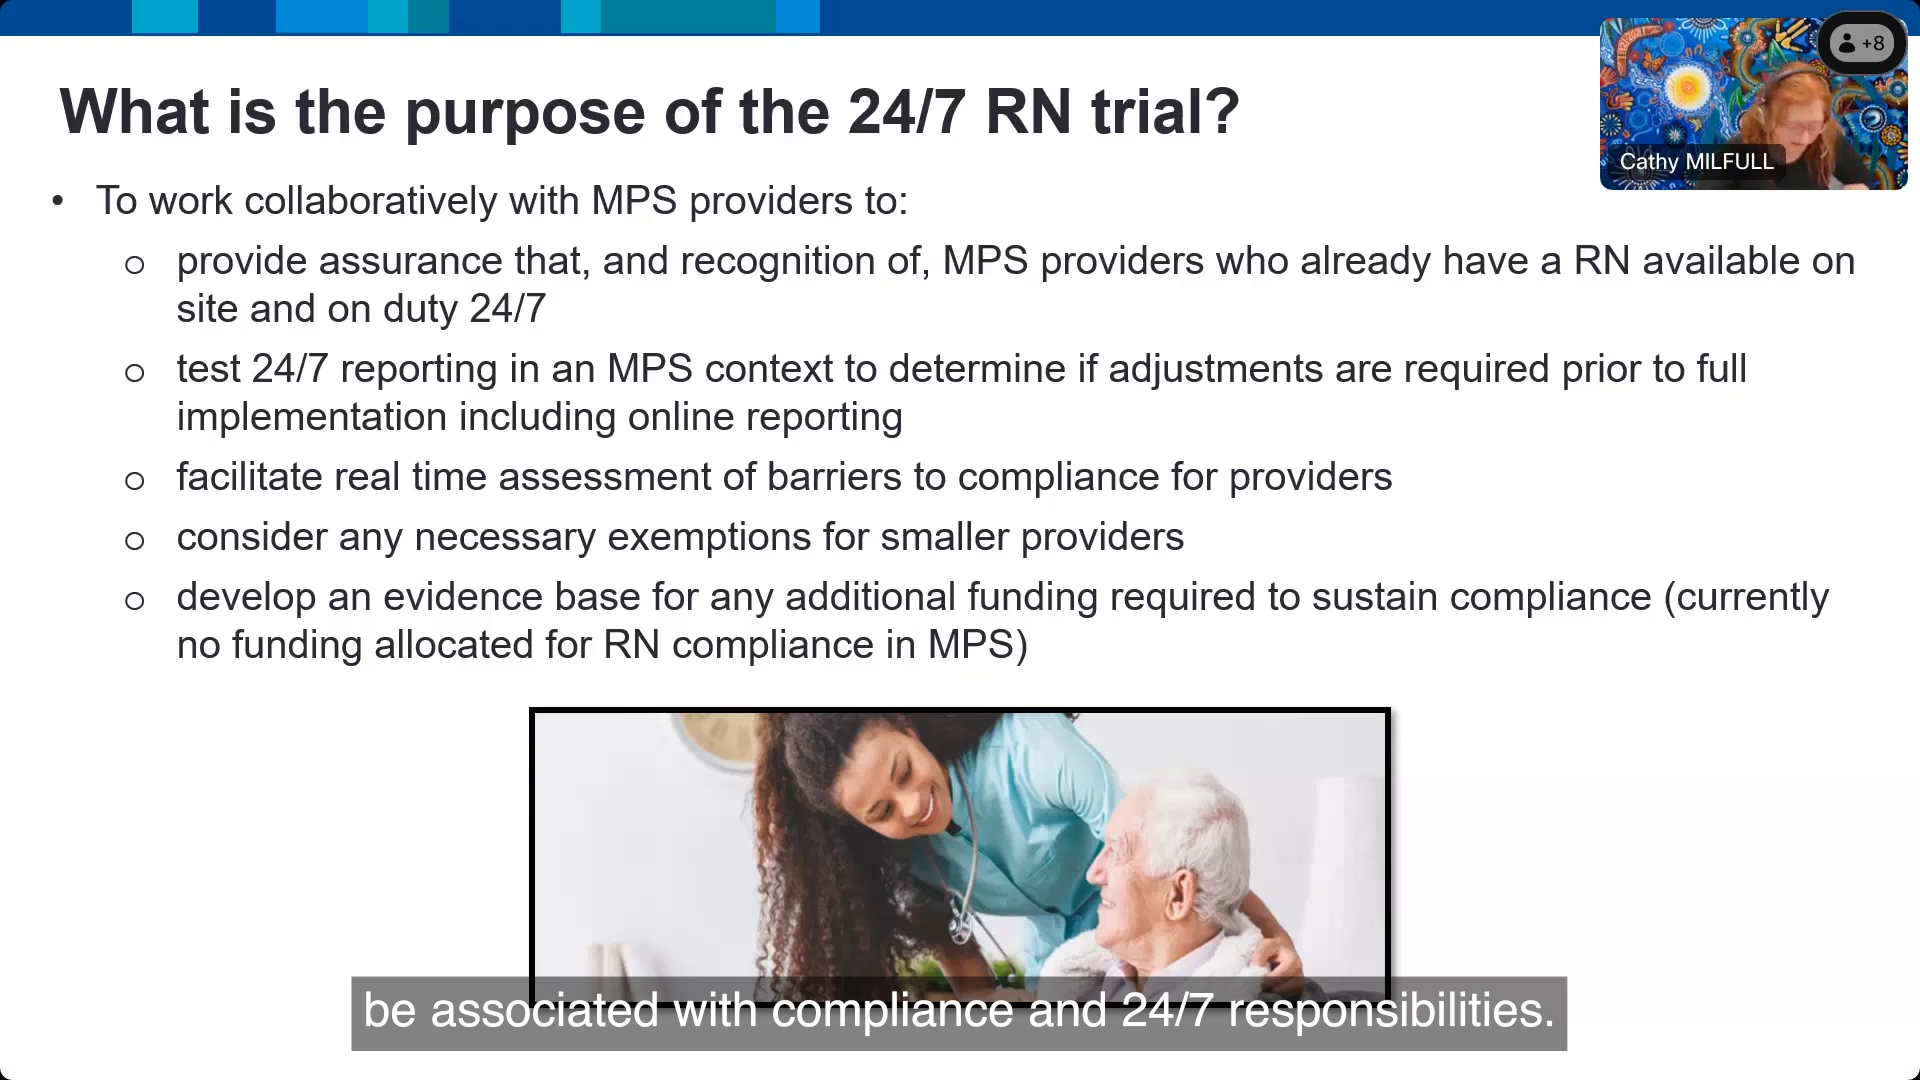 What is the purpose of the 24/7 RN trial?
+8
Cathy MILFULL
• To work collaboratively with MPS providers to:
o provide assurance that, and recognition of, MPS providers who already have a RN available on
site and on duty 24/7
o test 24/7 reporting in an MPS context to determine if adjustments are required prior to full
implementation including online reporting
o facilitate real time assessment of barriers to compliance for providers
o consider any necessary exemptions for smaller providers
o develop an evidence base for any additional funding required to sustain compliance (currently
no funding allocated for RN compliance in MPS)
be associated with compliance and 24/7 responsibilities.